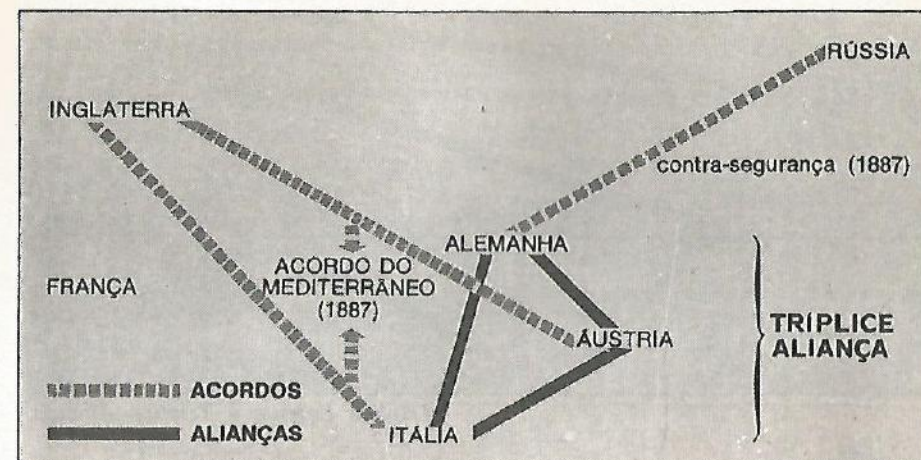 RÚSSIA
INGLATERRA
contra-segurança (1887)
ALEMANHA
ACORDO DO
MEDITERRÂNEO
(1887)
FRANÇA
TRÍPLICE
ALIANÇA
ÁUSTRIA
ACORDOS
ALIANÇAS
ITÁLIA